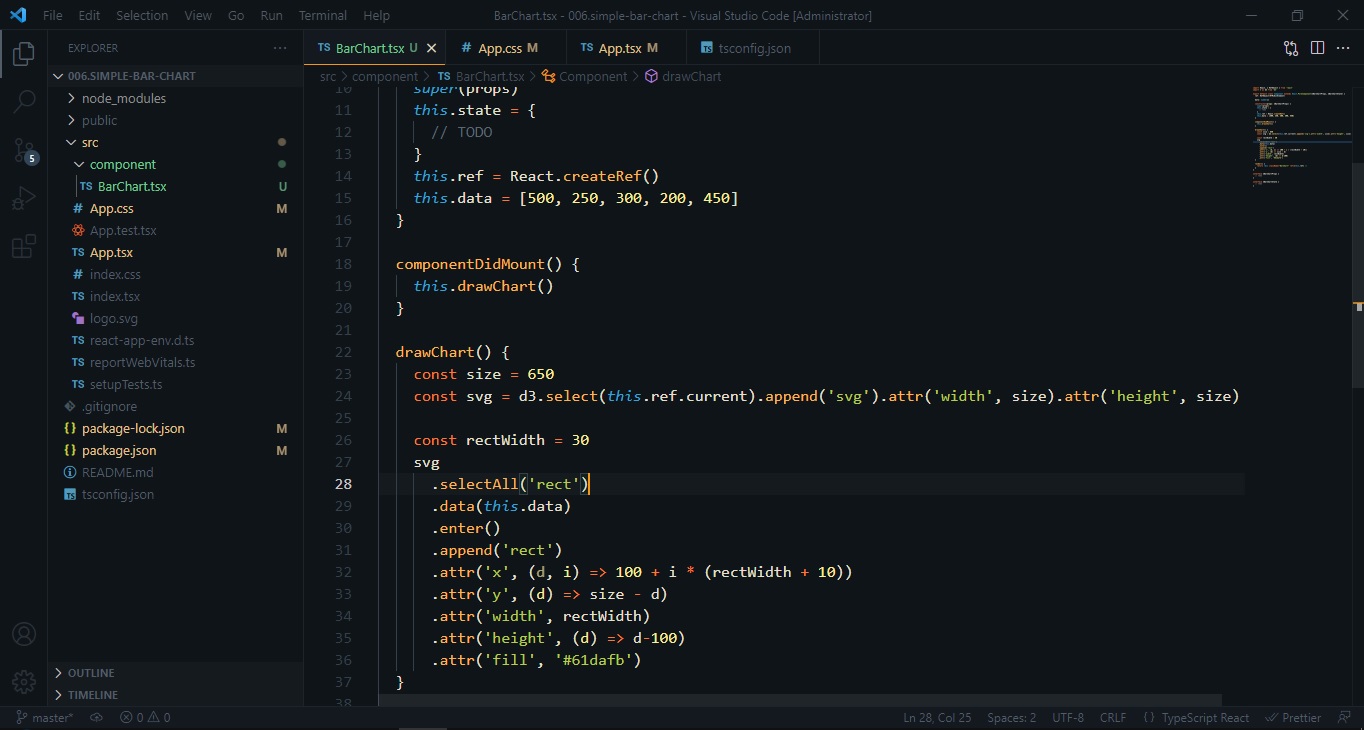 File Edit Selection View Go Run Terminal Help BarChart.tsx - 006.simple-bar-chart - Visual Studio Code [Administrator]
EXPLORER
006.SIMPLE-BAR-CHART
node_modules
public
src
component
TS BarChart.tsx U
# App.css M
App.test.tsx
TS App.tsx M
# index.css
TS index.tsx
logo.svg
TS react-app-env.d.ts
TS reportWebVitals.ts
TS setupTests.ts
.gitignore
{} package-lock.json M
{} package.json M
README.md
TS tsconfig.json
OUTLINE
TIMELINE
5
TS BarChart.tsx U # App.css M TS App.tsx M TS tsconfig.json
src > component > TS BarChart.tsx > Component > drawChart
10 super(props)
11 this.state = {
12 // TODO
13 }
14 this.ref = React.createRef()
15 this.data = [500, 250, 300, 200, 450]
16 }
17
18 componentDidMount() {
19 this.drawChart()
20 }
21
22 drawChart() {
23 const size = 650
24 const svg = d3.select(this.ref.current).append('svg').attr('width', size).attr('height', size)
25
26 const rectWidth = 30
27 svg
28 .selectAll('rect')
29 .data(this.data)
30 .enter()
31 .append('rect')
32 .attr('x', (d, i) => 100 + i * (rectWidth + 10))
33 .attr('y', (d) => size - d)
34 .attr('width', rectWidth)
35 .attr('height', (d) => d-100)
36 .attr('fill', '#61dafb')
37 }
38
master* 0 0 Ln 28, Col 25 Spaces: 2 UTF-8 CRLF {} TypeScript React Prettier